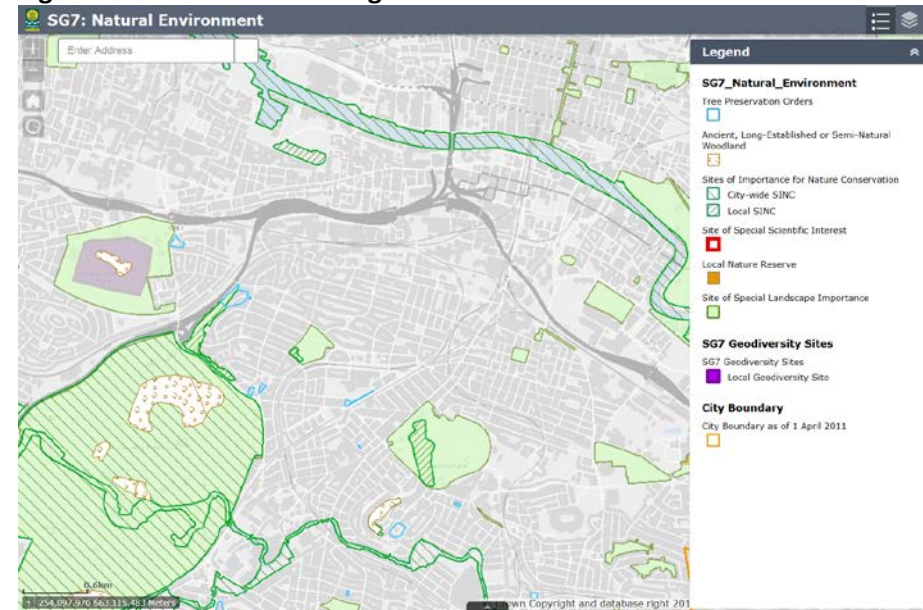 SG7: Natural Environment
Enter Address
Legend
SG7_Natural_Environment
Tree Preservation Orders
Ancient, Long-Established or Semi-Natural
Woodland
Sites of Importance for Nature Conservation
City-wide SINC
Local SINC
Site of Special Scientific Interest
Local Nature Reserve
Site of Special Landscape Importance
SG7 Geodiversity Sites
SG7 Geodiversity Sites
Local Geodiversity Site
City Boundary
City Boundary as of 1 April 2011
0.6km
254,097.970 663,115.483 Meters
Crown Copyright and database right 201